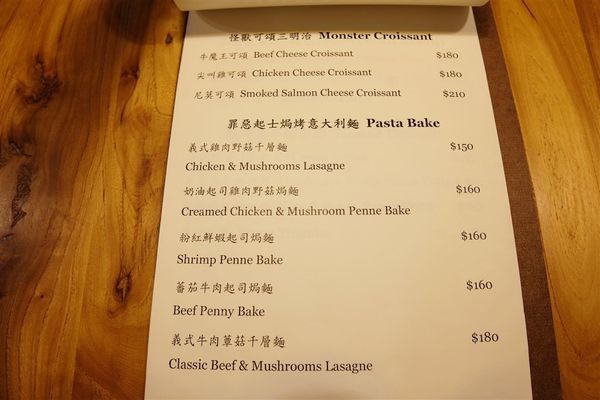 怪獸可頌三明治 Monster Croissant
牛魔王可頌 Beef Cheese Croissant $180
尖叫雞可頌 Chicken Cheese Croissant $180
尼莫可頌 Smoked Salmon Cheese Croissant $210
罪惡起士焗烤意大利麵 Pasta Bake
義式雞肉野菇千層麵 $150
Chicken & Mushrooms Lasagne
奶油起司雞肉野菇焗麵 $160
Creamed Chicken & Mushroom Penne Bake
粉紅鮮蝦起司焗麵 $160
Shrimp Penne Bake
蕃茄牛肉起司焗麵 $160
Beef Penny Bake
義式牛肉蕈菇千層麵 $180
Classic Beef & Mushrooms Lasagne